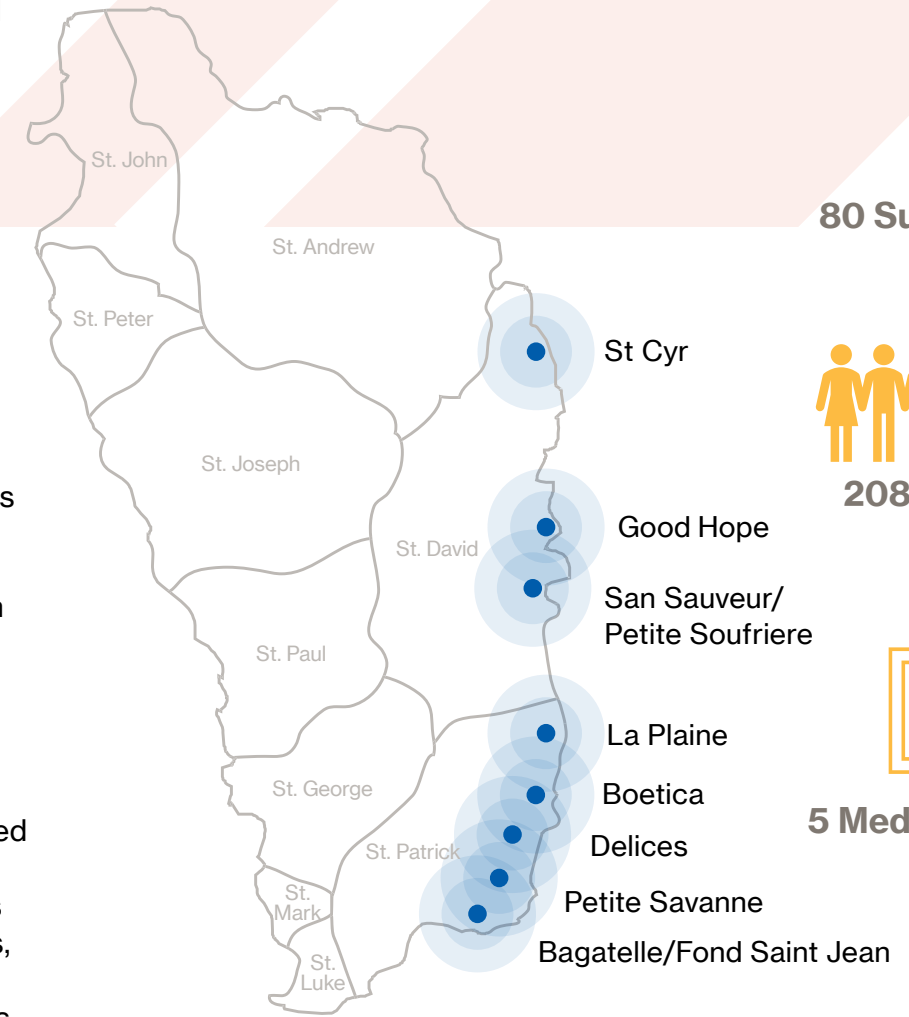 St. John
80 Su
St. Andrew
St. Peter
St Cyr
St. Joseph
s
208
Good Hope
St. David
San Sauveur/
Petite Soufriere
St. Paul
La Plaine
St. George
Boetica
5 Med
ed
St. Patrick
Delices
St.
Mark
Petite Savanne
s,
Bagatelle/Fond Saint Jean
St.
Luke